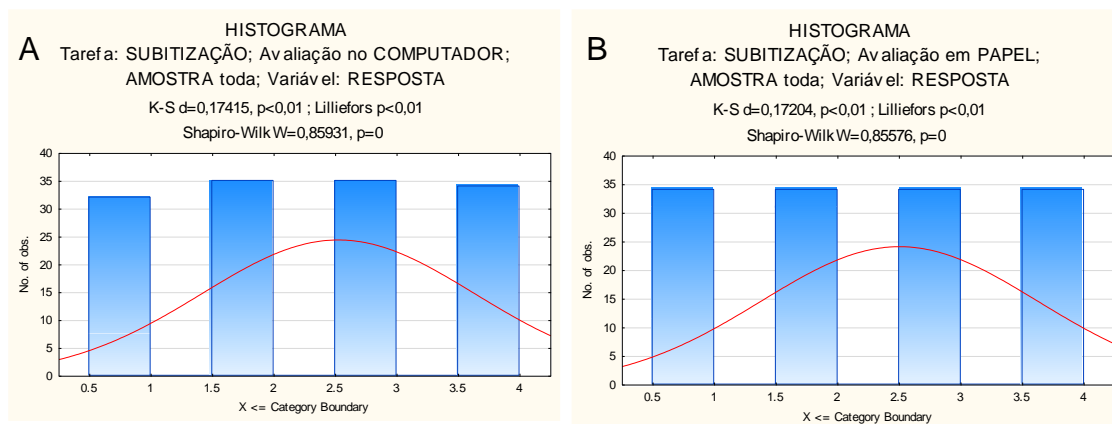 A
HISTOGRAMA
Tarefa: SUBITIZAÇÃO; Avaliação no COMPUTADOR;
AMOSTRA toda; Variável: RESPOSTA
K-S d=0,17415, p<0,01 ; Lilliefors p<0,01
Shapiro-Wilk W=0,85931, p=0
40
35
30
25
20
15
10
5
0
No. of obs.
0.5 1 1.5 2 2.5 3 3.5 4
X <= Category Boundary
B
HISTOGRAMA
Tarefa: SUBITIZAÇÃO; Avaliação em PAPEL;
AMOSTRA toda; Variável: RESPOSTA
K-S d=0,17204, p<0,01 ; Lilliefors p<0,01
Shapiro-Wilk W=0,85576, p=0
40
35
30
25
20
15
10
5
0
No. of obs.
0.5 1 1.5 2 2.5 3 3.5 4
X <= Category Boundary